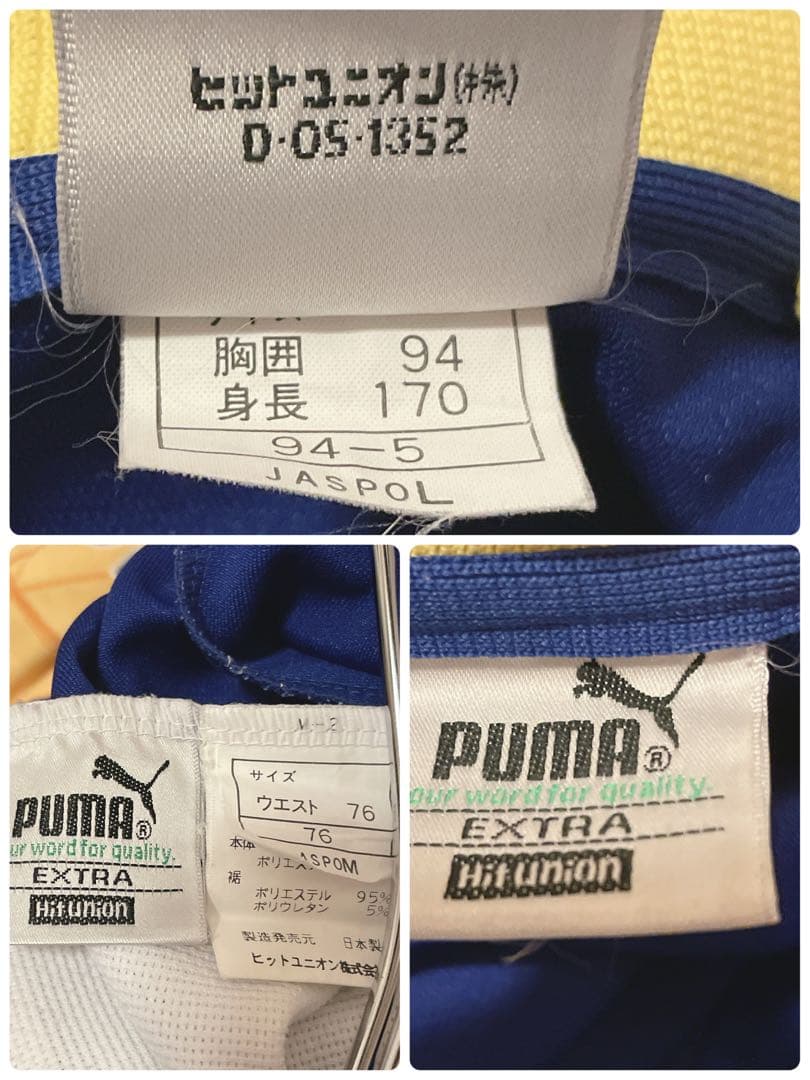 ヒットユニオン(株)
D・OS・1352
胸囲 94
身長 170
94-5
JASPOL
PUMA®
our word for quality.
EXTRA
Hit union
サイズ
ウエスト 76
76
ASPOM
本体
裾
ポリエステル 95%
ポリウレタン 5%
製造発売元 日本製
ヒットユニオン株式会
PUMA®
our word for quality.
EXTRA
Hit union